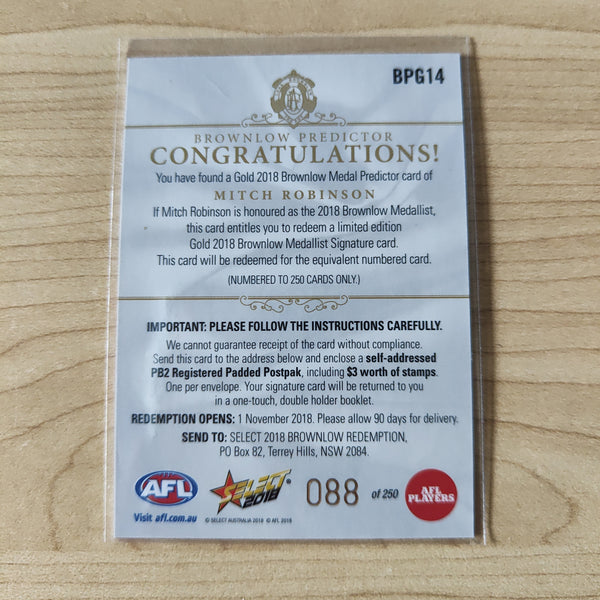 BPG14
BROWNLOW PREDICTOR
CONGRATULATIONS!
You have found a Gold 2018 Brownlow Medal Predictor card of
MITCH ROBINSON
If Mitch Robinson is honoured as the 2018 Brownlow Medallist,
this card entitles you to redeem a limited edition
Gold 2018 Brownlow Medallist Signature card.
This card will be redeemed for the equivalent numbered card.
(NUMBERED TO 250 CARDS ONLY.)
IMPORTANT: PLEASE FOLLOW THE INSTRUCTIONS CAREFULLY.
We cannot guarantee receipt of the card without compliance.
Send this card to the address below and enclose a self-addressed
PB2 Registered Padded Postpak, including $3 worth of stamps.
One per envelope. Your signature card will be returned to you
in a one-touch, double holder booklet.
REDEMPTION OPENS: 1 November 2018. Please allow 90 days for delivery.
SEND TO: SELECT 2018 BROWNLOW REDEMPTION,
PO Box 82, Terrey Hills, NSW 2084.
AFL
Visit afl.com.au
SELECT
2018
© SELECT AUSTRALIA 2018 © AFL 2018
088 of 250
AFL
PLAYERS